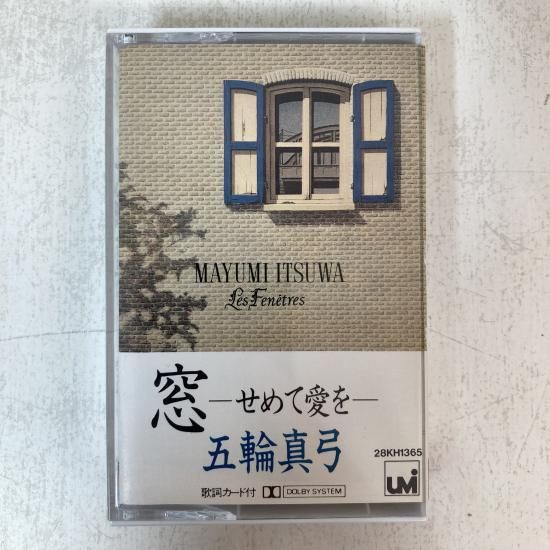 MAYUMI ITSUWA
Les Fenêtres
窓 ―せめて愛を―
五輪真弓
28KH1365
歌詞カード付 DOLBY SYSTEM
UMI